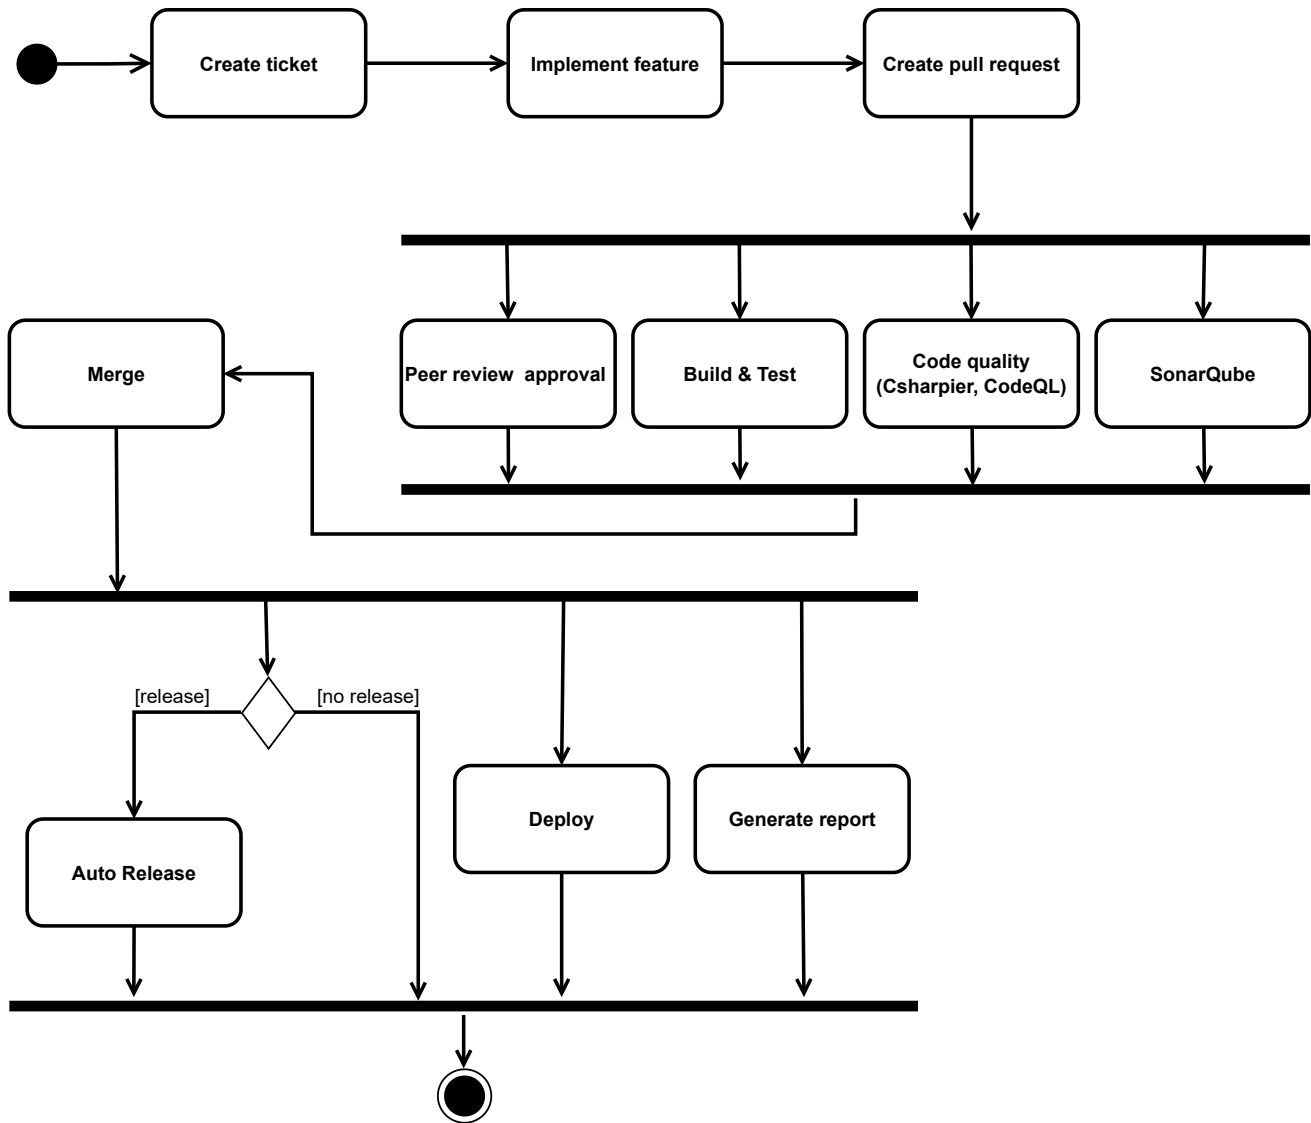 Create ticket
Implement feature
Create pull request
Merge
Peer review  approval
Build & Test
Code quality
(Csharpier, CodeQL)
SonarQube
[release]
[no release]
Deploy
Generate report
Auto Release